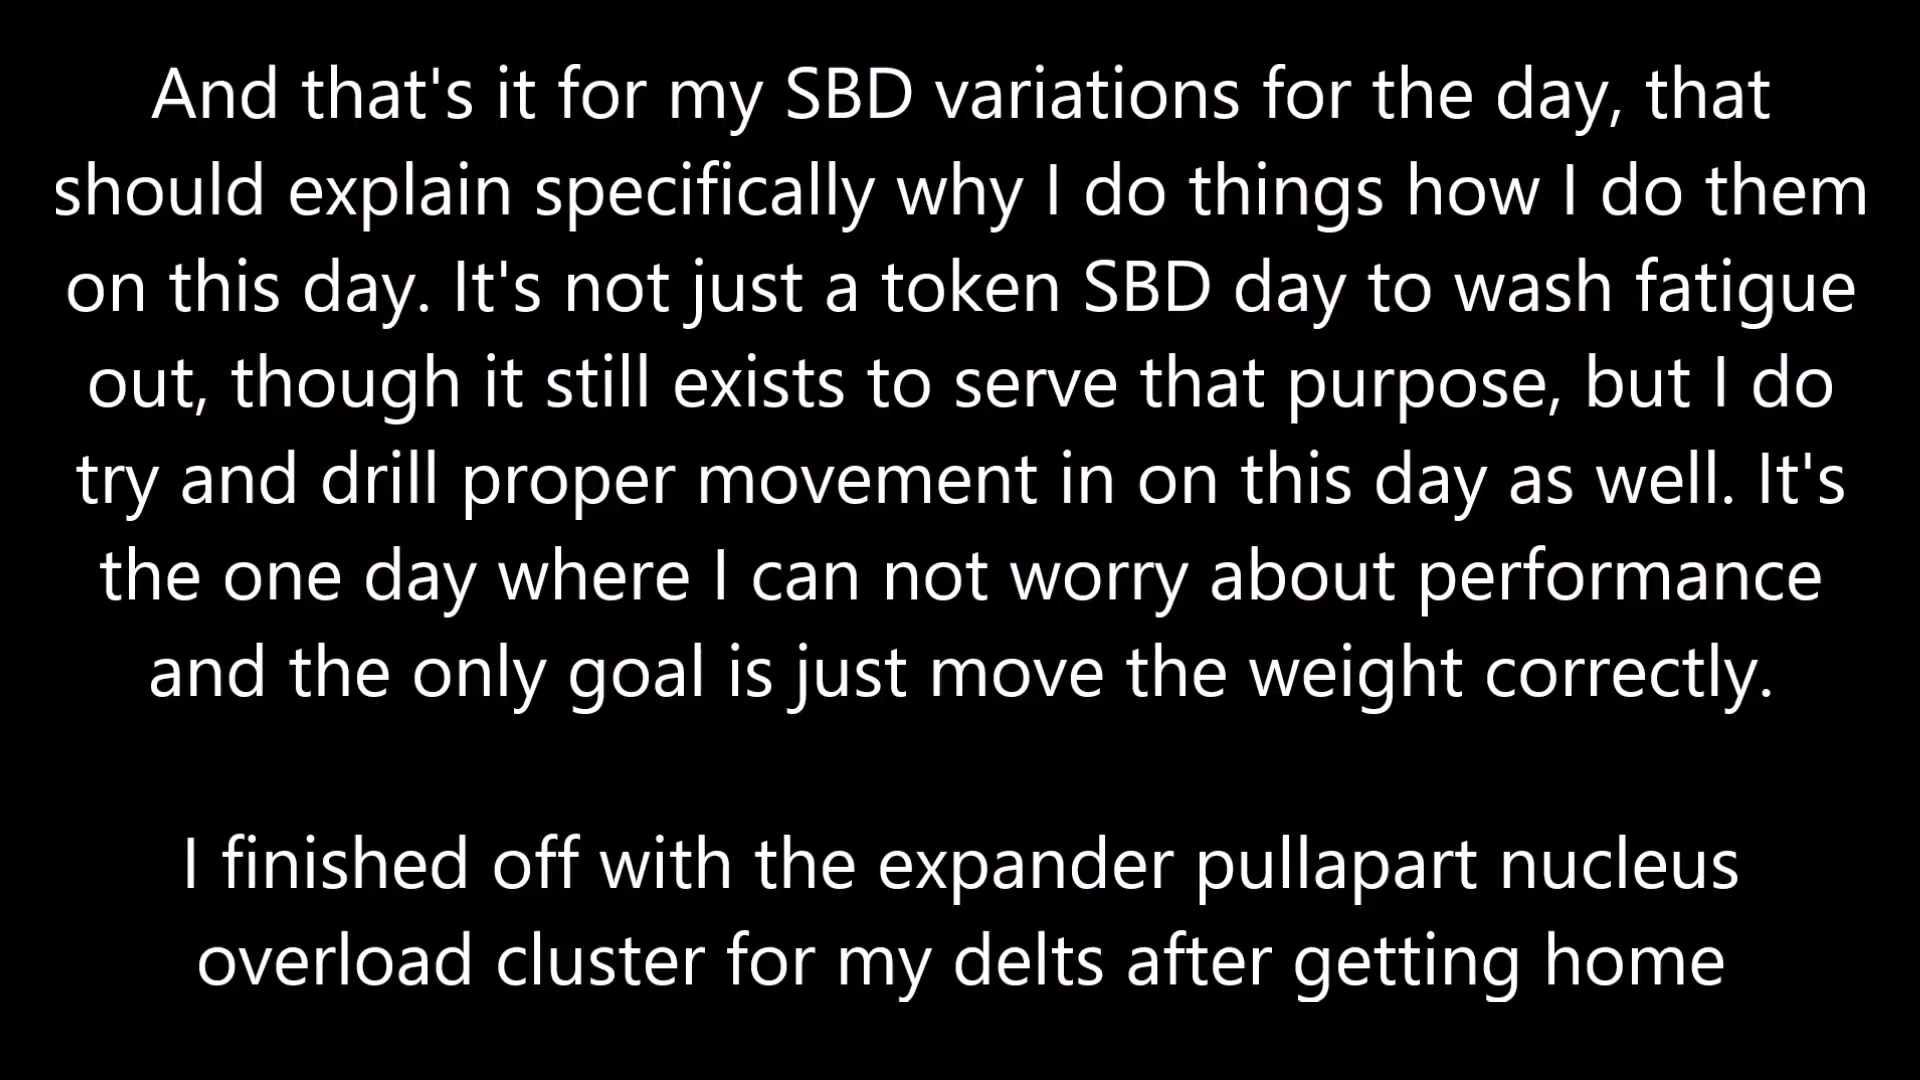 And that's it for my SBD variations for the day, that
should explain specifically why I do things how I do them
on this day. It's not just a token SBD day to wash fatigue
out, though it still exists to serve that purpose, but I do
try and drill proper movement in on this day as well. It's
the one day where I can not worry about performance
and the only goal is just move the weight correctly.
I finished off with the expander pullapart nucleus
overload cluster for my delts after getting home